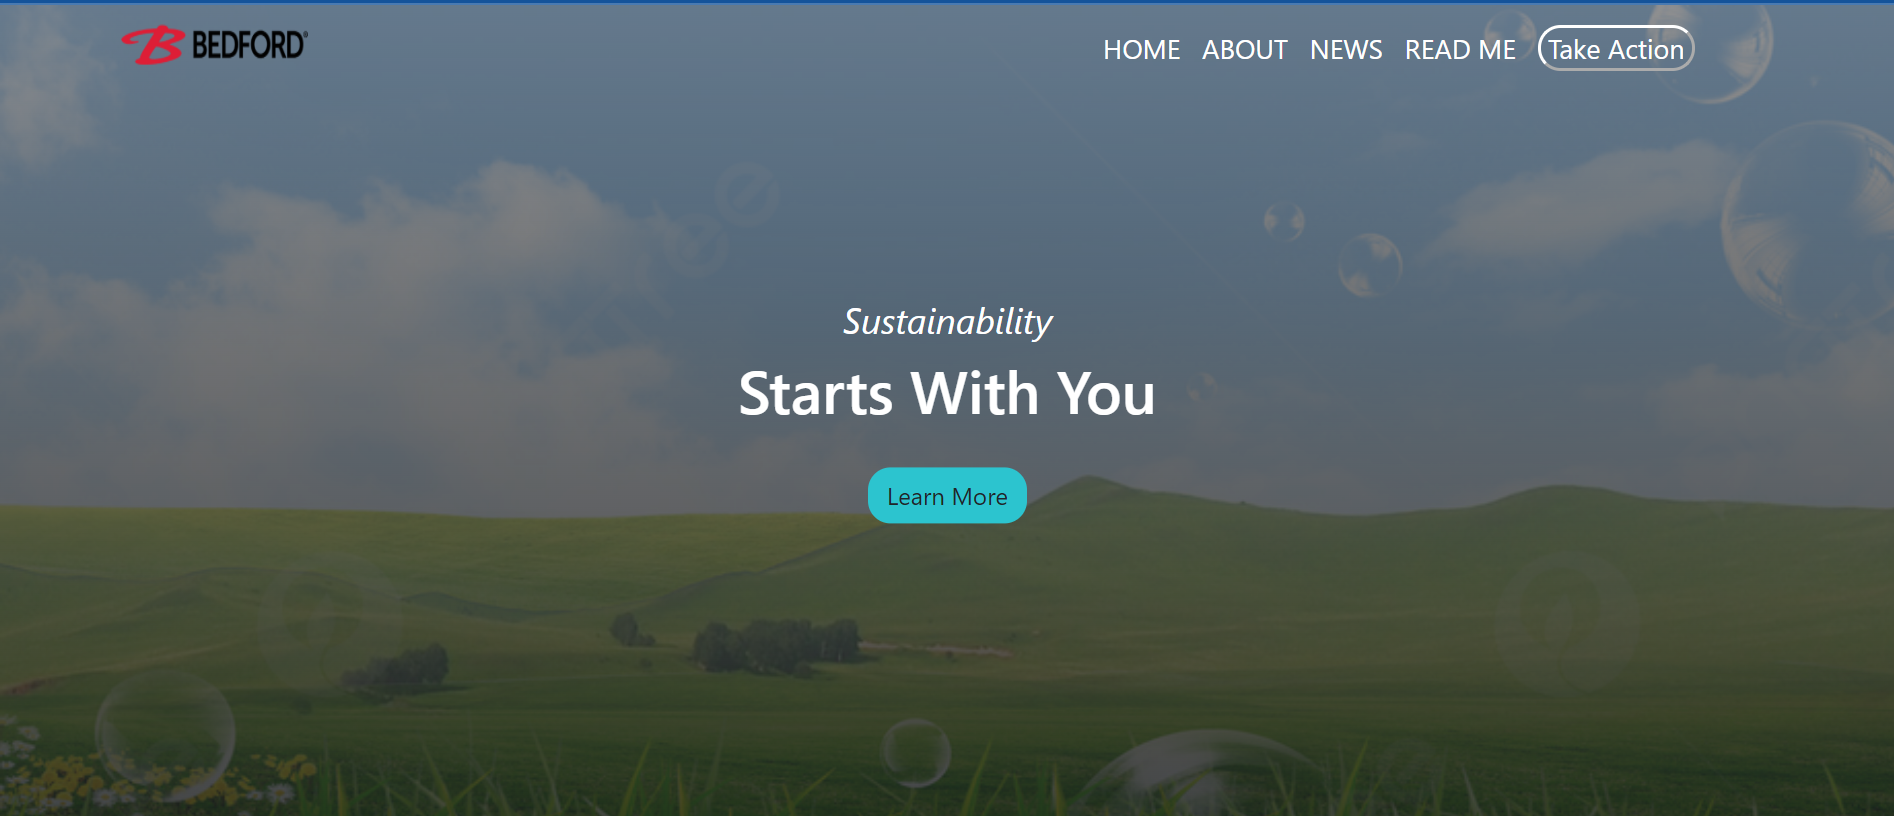 BEDFORD®
HOME ABOUT NEWS READ ME Take Action
Sustainability
Starts With You
Learn More